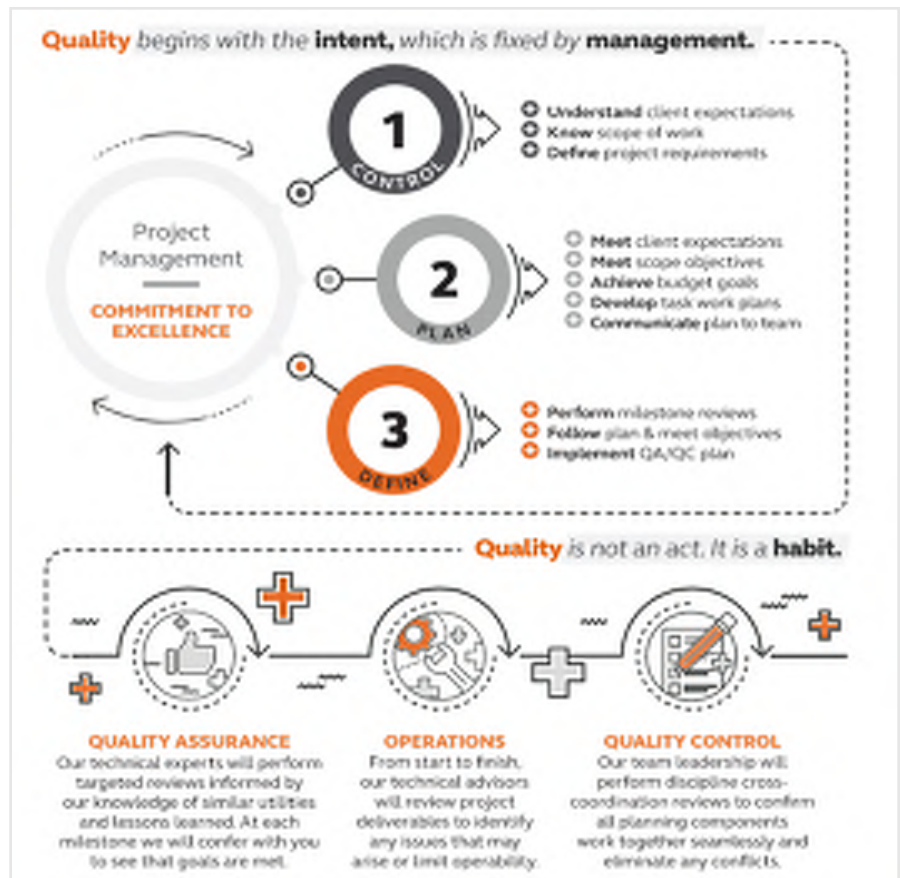 Quality begins with the intent, which is fixed by management.
Project
Management
COMMITMENT TO
EXCELLENCE
1
CONTROL
Understand client expectations
Know scope of work
Define project requirements
2
PLAN
Meet client expectations
Meet scope objectives
Achieve budget goals
Develop task work plans
Communicate plan to team
3
DEFINE
Perform milestone reviews
Follow plan & meet objectives
Implement QA/QC plan
Quality is not an act. It is a habit.
QUALITY ASSURANCE
Our technical experts will perform
targeted reviews informed by
our knowledge of similar utilities
and lessons learned. At each
milestone we will confer with you
to see that goals are met.
OPERATIONS
From start to finish,
our technical advisors
will review project
deliverables to identify
any issues that may
arise or limit operability.
QUALITY CONTROL
Our team leadership will
perform discipline cross-
coordination reviews to confirm
all planning components
work together seamlessly and
eliminate any conflicts.